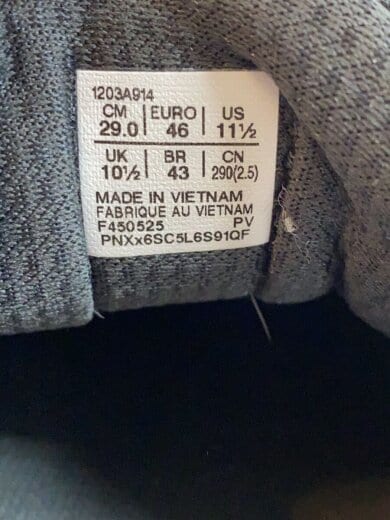 1203A914
CM | EURO | US
29.0 | 46 | 11½
UK | BR | CN
10½ | 43 | 290(2.5)
MADE IN VIETNAM
FABRIQUE AU VIETNAM
F450525 PV
PNXx6SC5L6S91QF